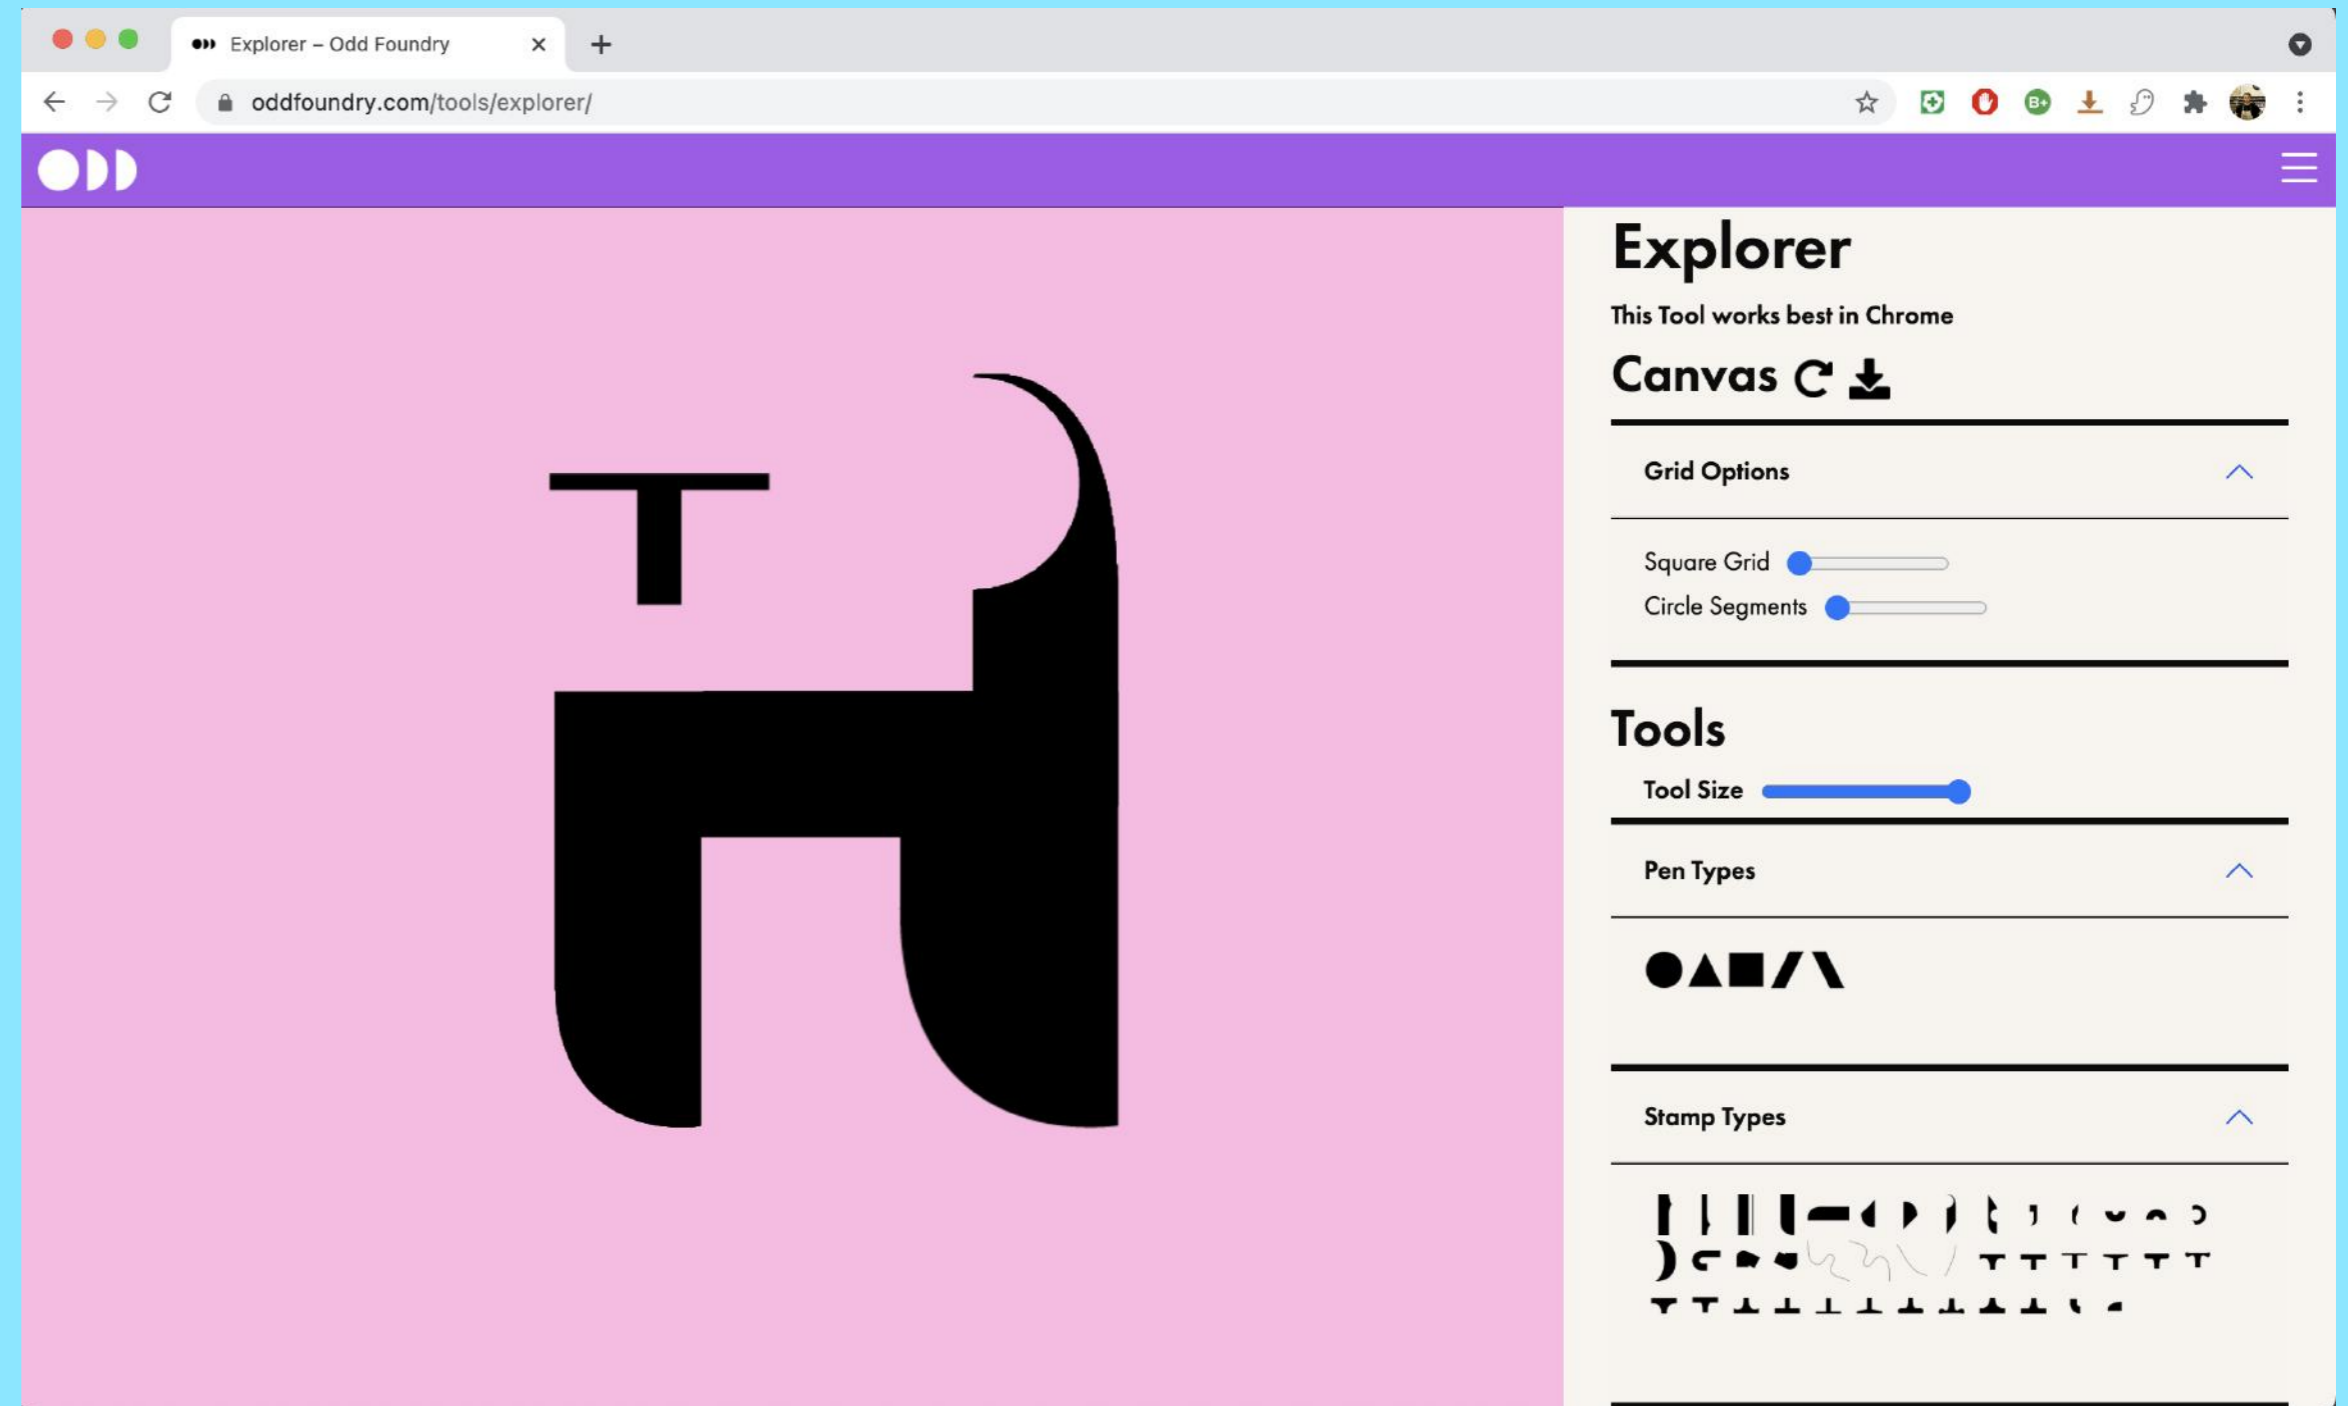 Explorer – Odd Foundry
oddfoundry.com/tools/explorer/
B+
ODD
Explorer
This Tool works best in Chrome
Canvas
Grid Options
Square Grid
Circle Segments
Tools
Tool Size
Pen Types
Stamp Types